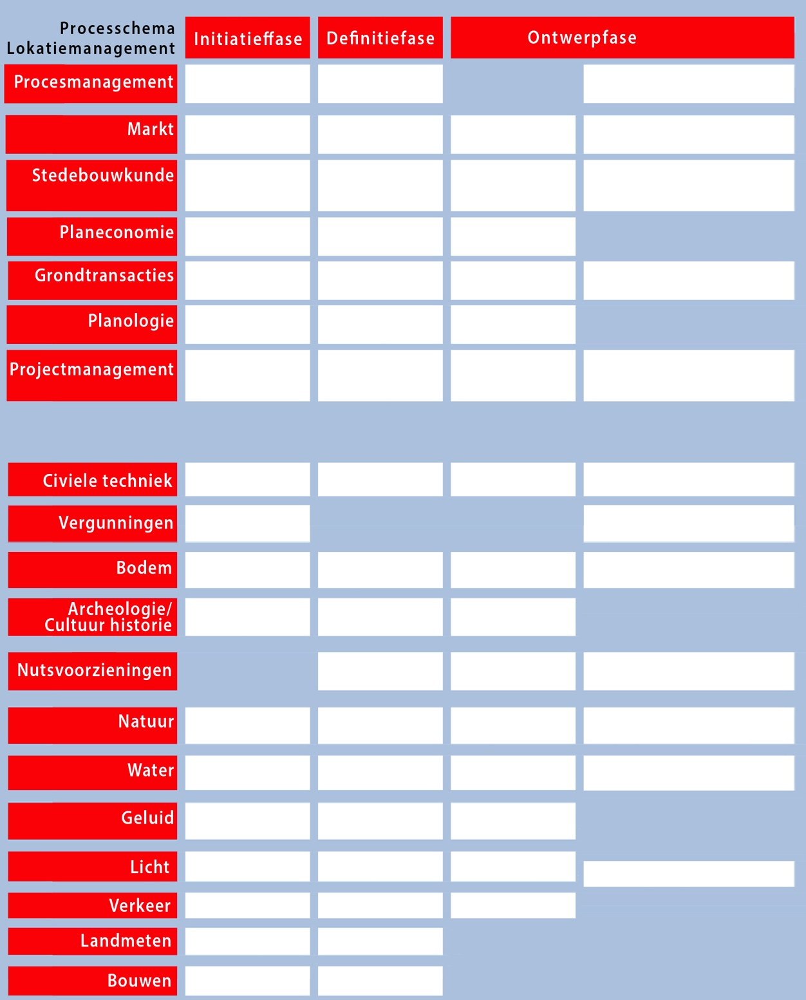 Processchema
Lokatiemanagement
Initiatieffase
Definitiefase
Ontwerpfase
Procesmanagement
Markt
Stedebouwkunde
Planeconomie
Grondtransacties
Planologie
Projectmanagement
Civiele techniek
Vergunningen
Bodem
Archeologie/
Cultuur historie
Nutsvoorzieningen
Natuur
Water
Geluid
Licht
Verkeer
Landmeten
Bouwen